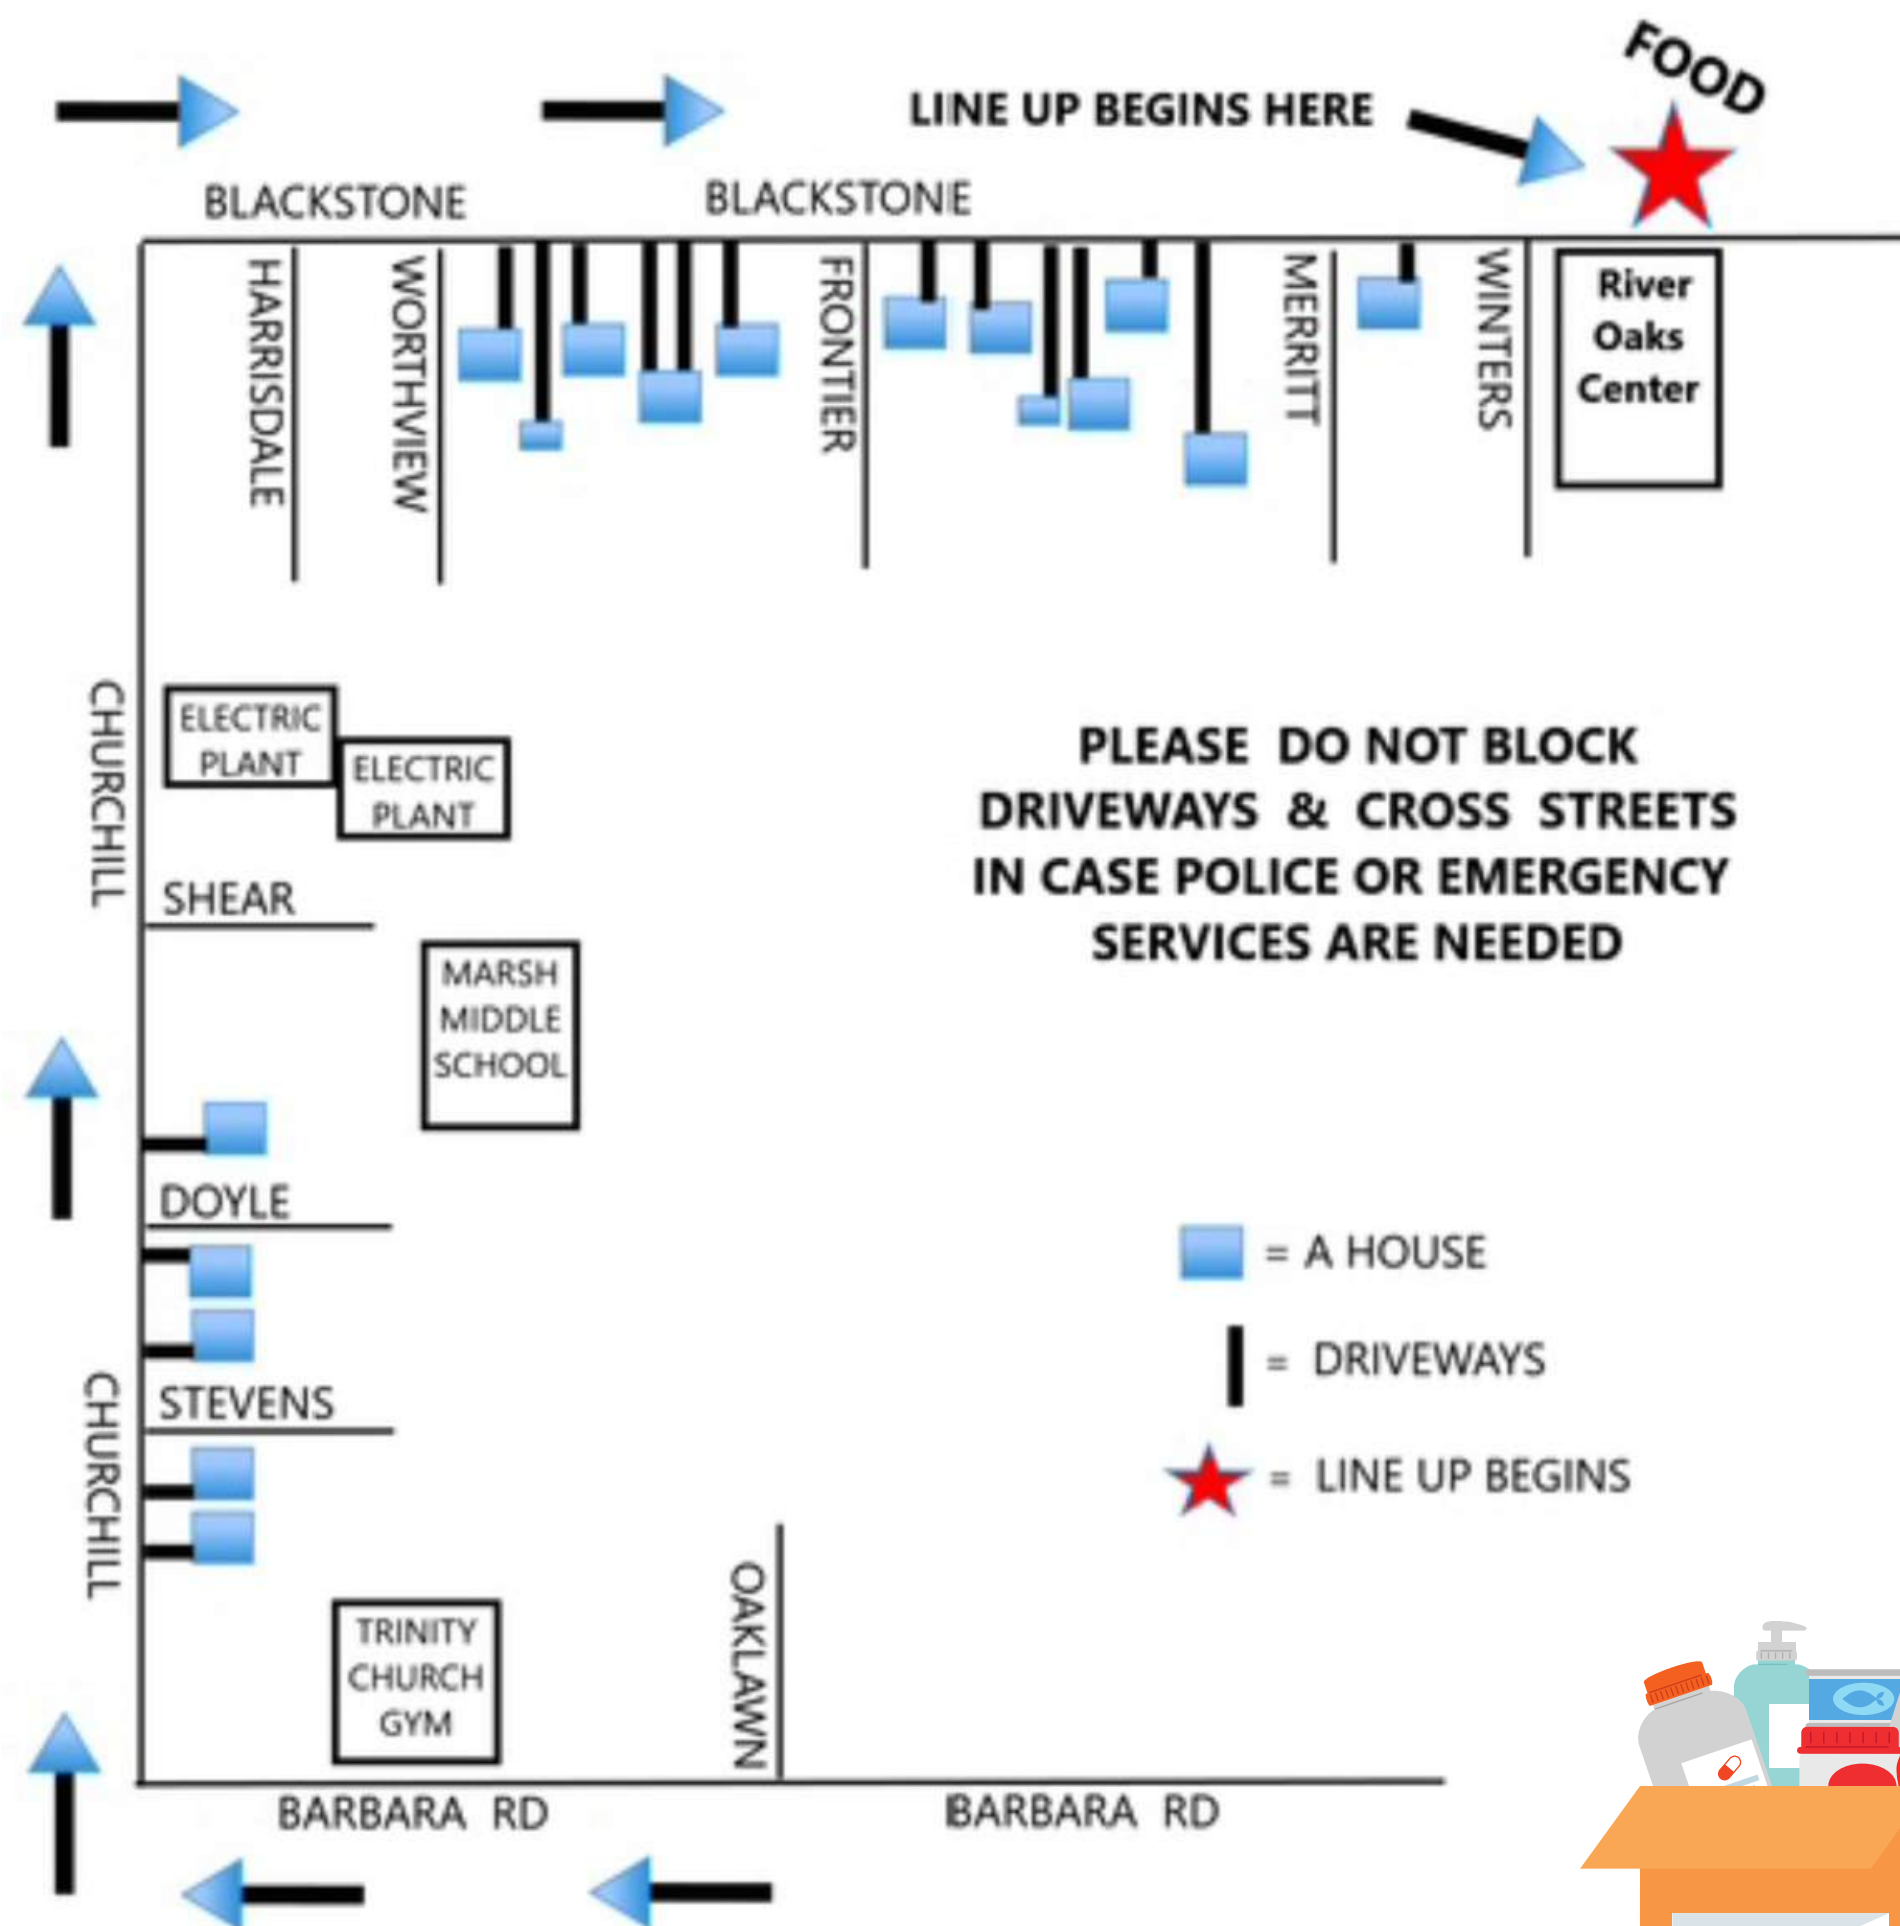 FOOD
LINE UP BEGINS HERE
BLACKSTONE
BLACKSTONE
HARRISDALE
WORTHVIEW
FRONTIER
MERRITT
WINTERS
River
Oaks
Center
CHURCHILL
ELECTRIC
PLANT
ELECTRIC
PLANT
PLEASE DO NOT BLOCK
DRIVEWAYS & CROSS STREETS
IN CASE POLICE OR EMERGENCY
SERVICES ARE NEEDED
SHEAR
MARSH
MIDDLE
SCHOOL
DOYLE
= A HOUSE
= DRIVEWAYS
= LINE UP BEGINS
STEVENS
CHURCHILL
TRINITY
CHURCH
GYM
OAKLAWN
BARBARA RD
BARBARA RD